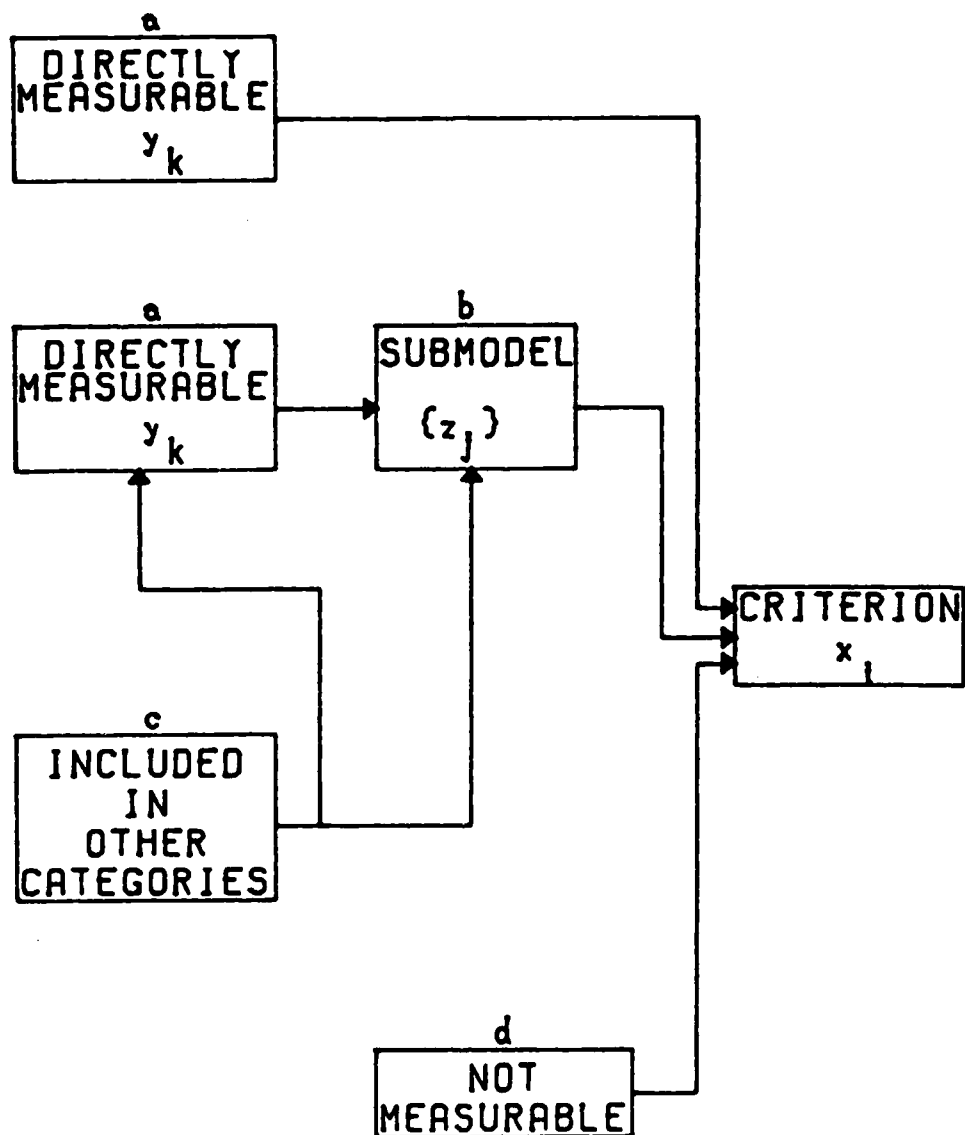 a
DIRECTLY
MEASURABLE
y k
a
DIRECTLY
MEASURABLE
y k
b
SUBMODEL
{z j}
CRITERION
x i
c
INCLUDED
IN
OTHER
CATEGORIES
d
NOT
MEASURABLE